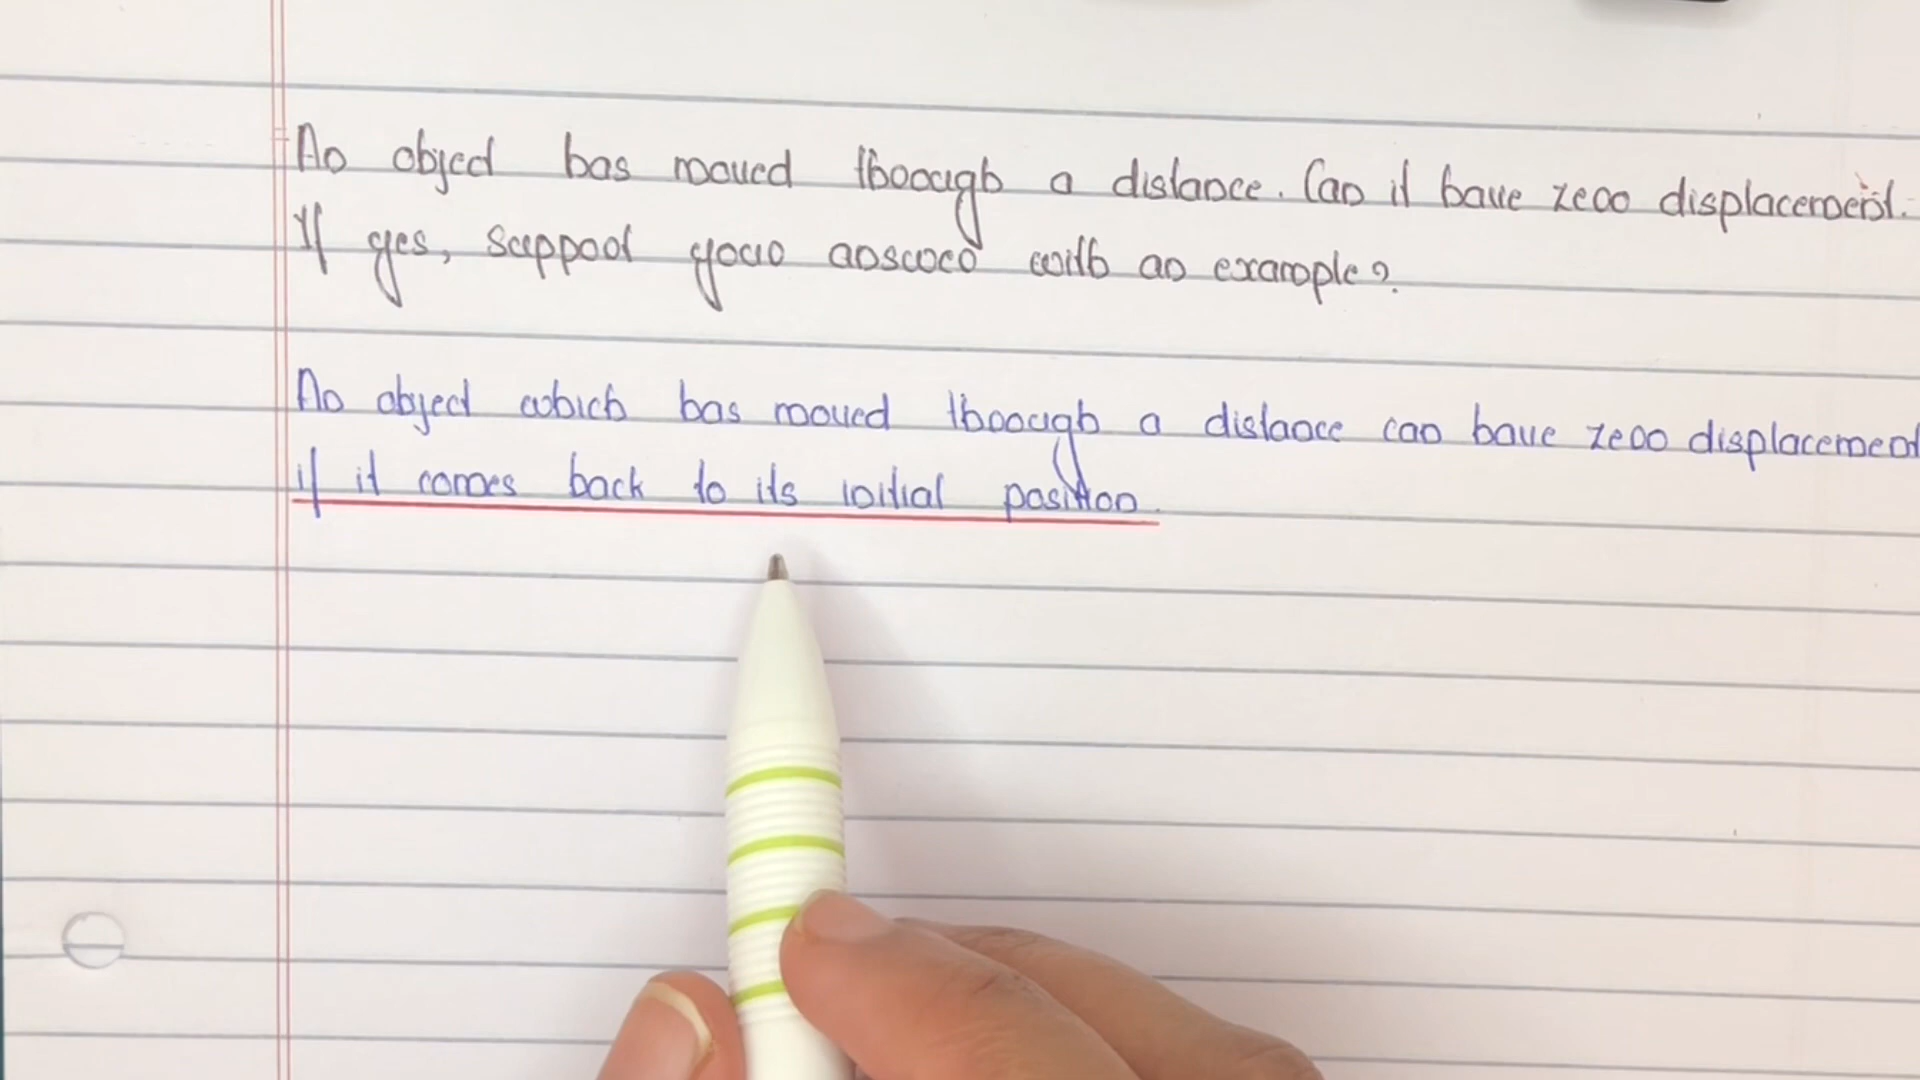 An object has moved through a distance. Can it have zero displacement.
If yes, support your answer with an example?
An object which has moved through a distance can have zero displacement
if it comes back to its initial position.